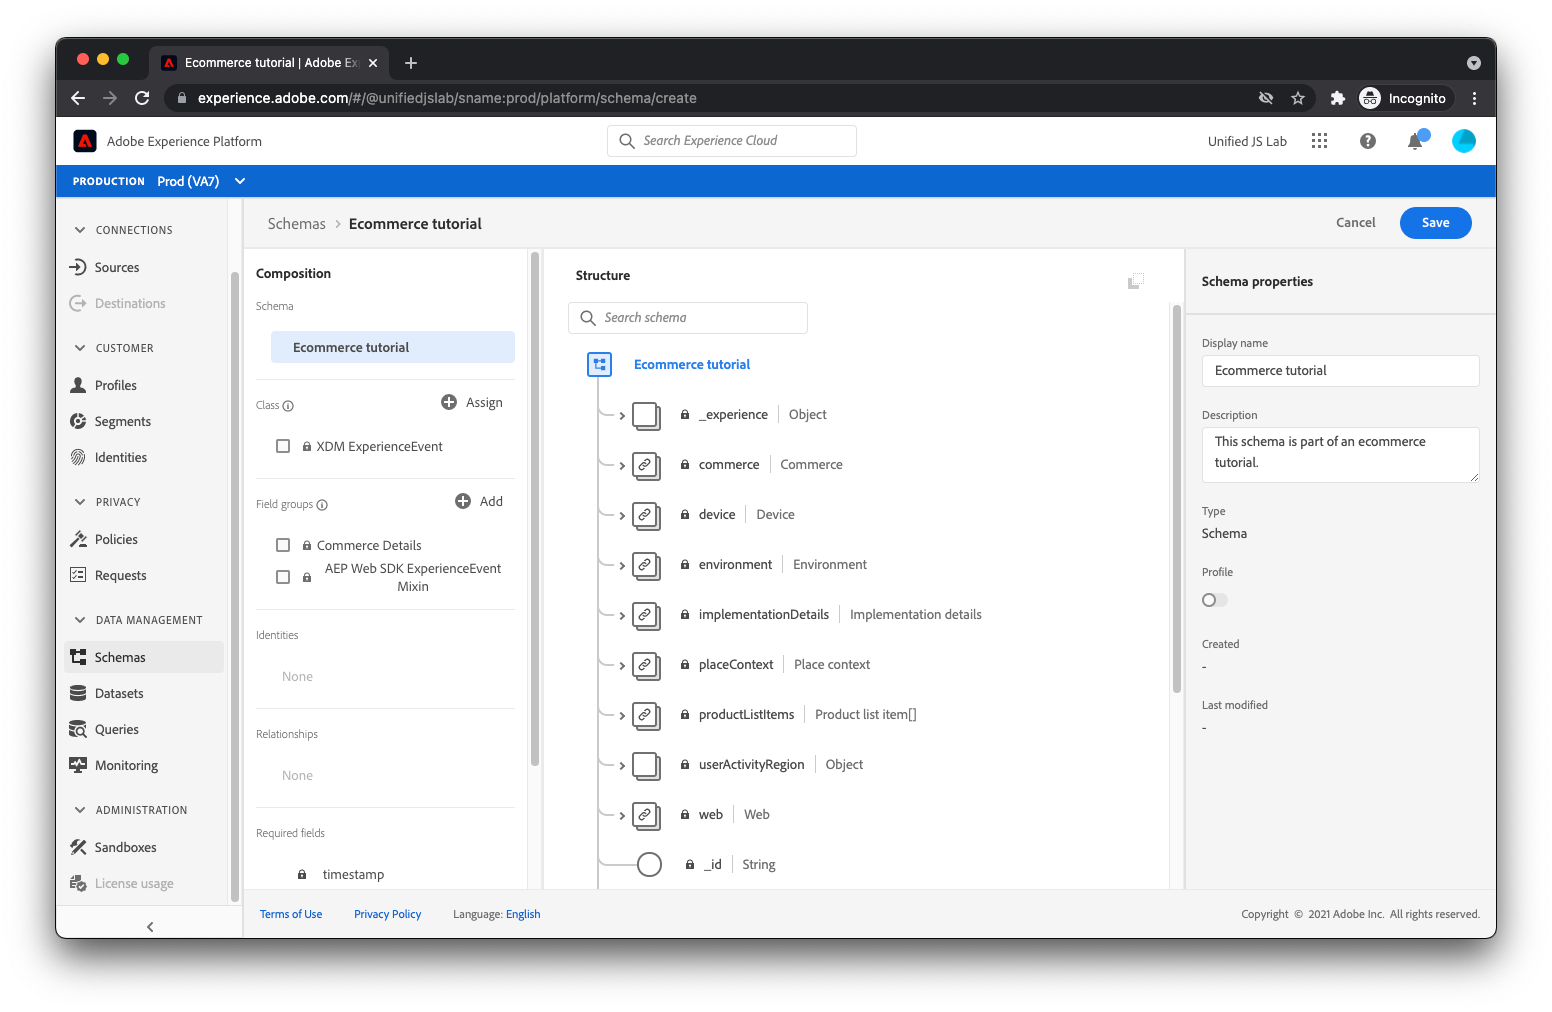 Ecommerce tutorial | Adobe Ex
experience.adobe.com/#/@unifiedjslab/sname:prod/platform/schema/create
Incognito
Adobe Experience Platform
Search Experience Cloud
Unified JS Lab
PRODUCTION Prod (VA7)
CONNECTIONS
Sources
Destinations
CUSTOMER
Profiles
Segments
Identities
PRIVACY
Policies
Requests
DATA MANAGEMENT
Schemas
Datasets
Queries
Monitoring
ADMINISTRATION
Sandboxes
License usage
Schemas > Ecommerce tutorial
Cancel
Save
Composition
Schema
Ecommerce tutorial
Class
Assign
XDM ExperienceEvent
Field groups
Add
Commerce Details
AEP Web SDK ExperienceEvent
Mixin
Identities
None
Relationships
None
Required fields
timestamp
Structure
Search schema
Ecommerce tutorial
_experience | Object
commerce | Commerce
device | Device
environment | Environment
implementationDetails | Implementation details
placeContext | Place context
productListItems | Product list item[]
userActivityRegion | Object
web | Web
_id | String
Schema properties
Display name
Ecommerce tutorial
Description
This schema is part of an ecommerce
tutorial.
Type
Schema
Profile
Created
-
Last modified
-
Terms of Use
Privacy Policy
Language: English
Copyright © 2021 Adobe Inc. All rights reserved.